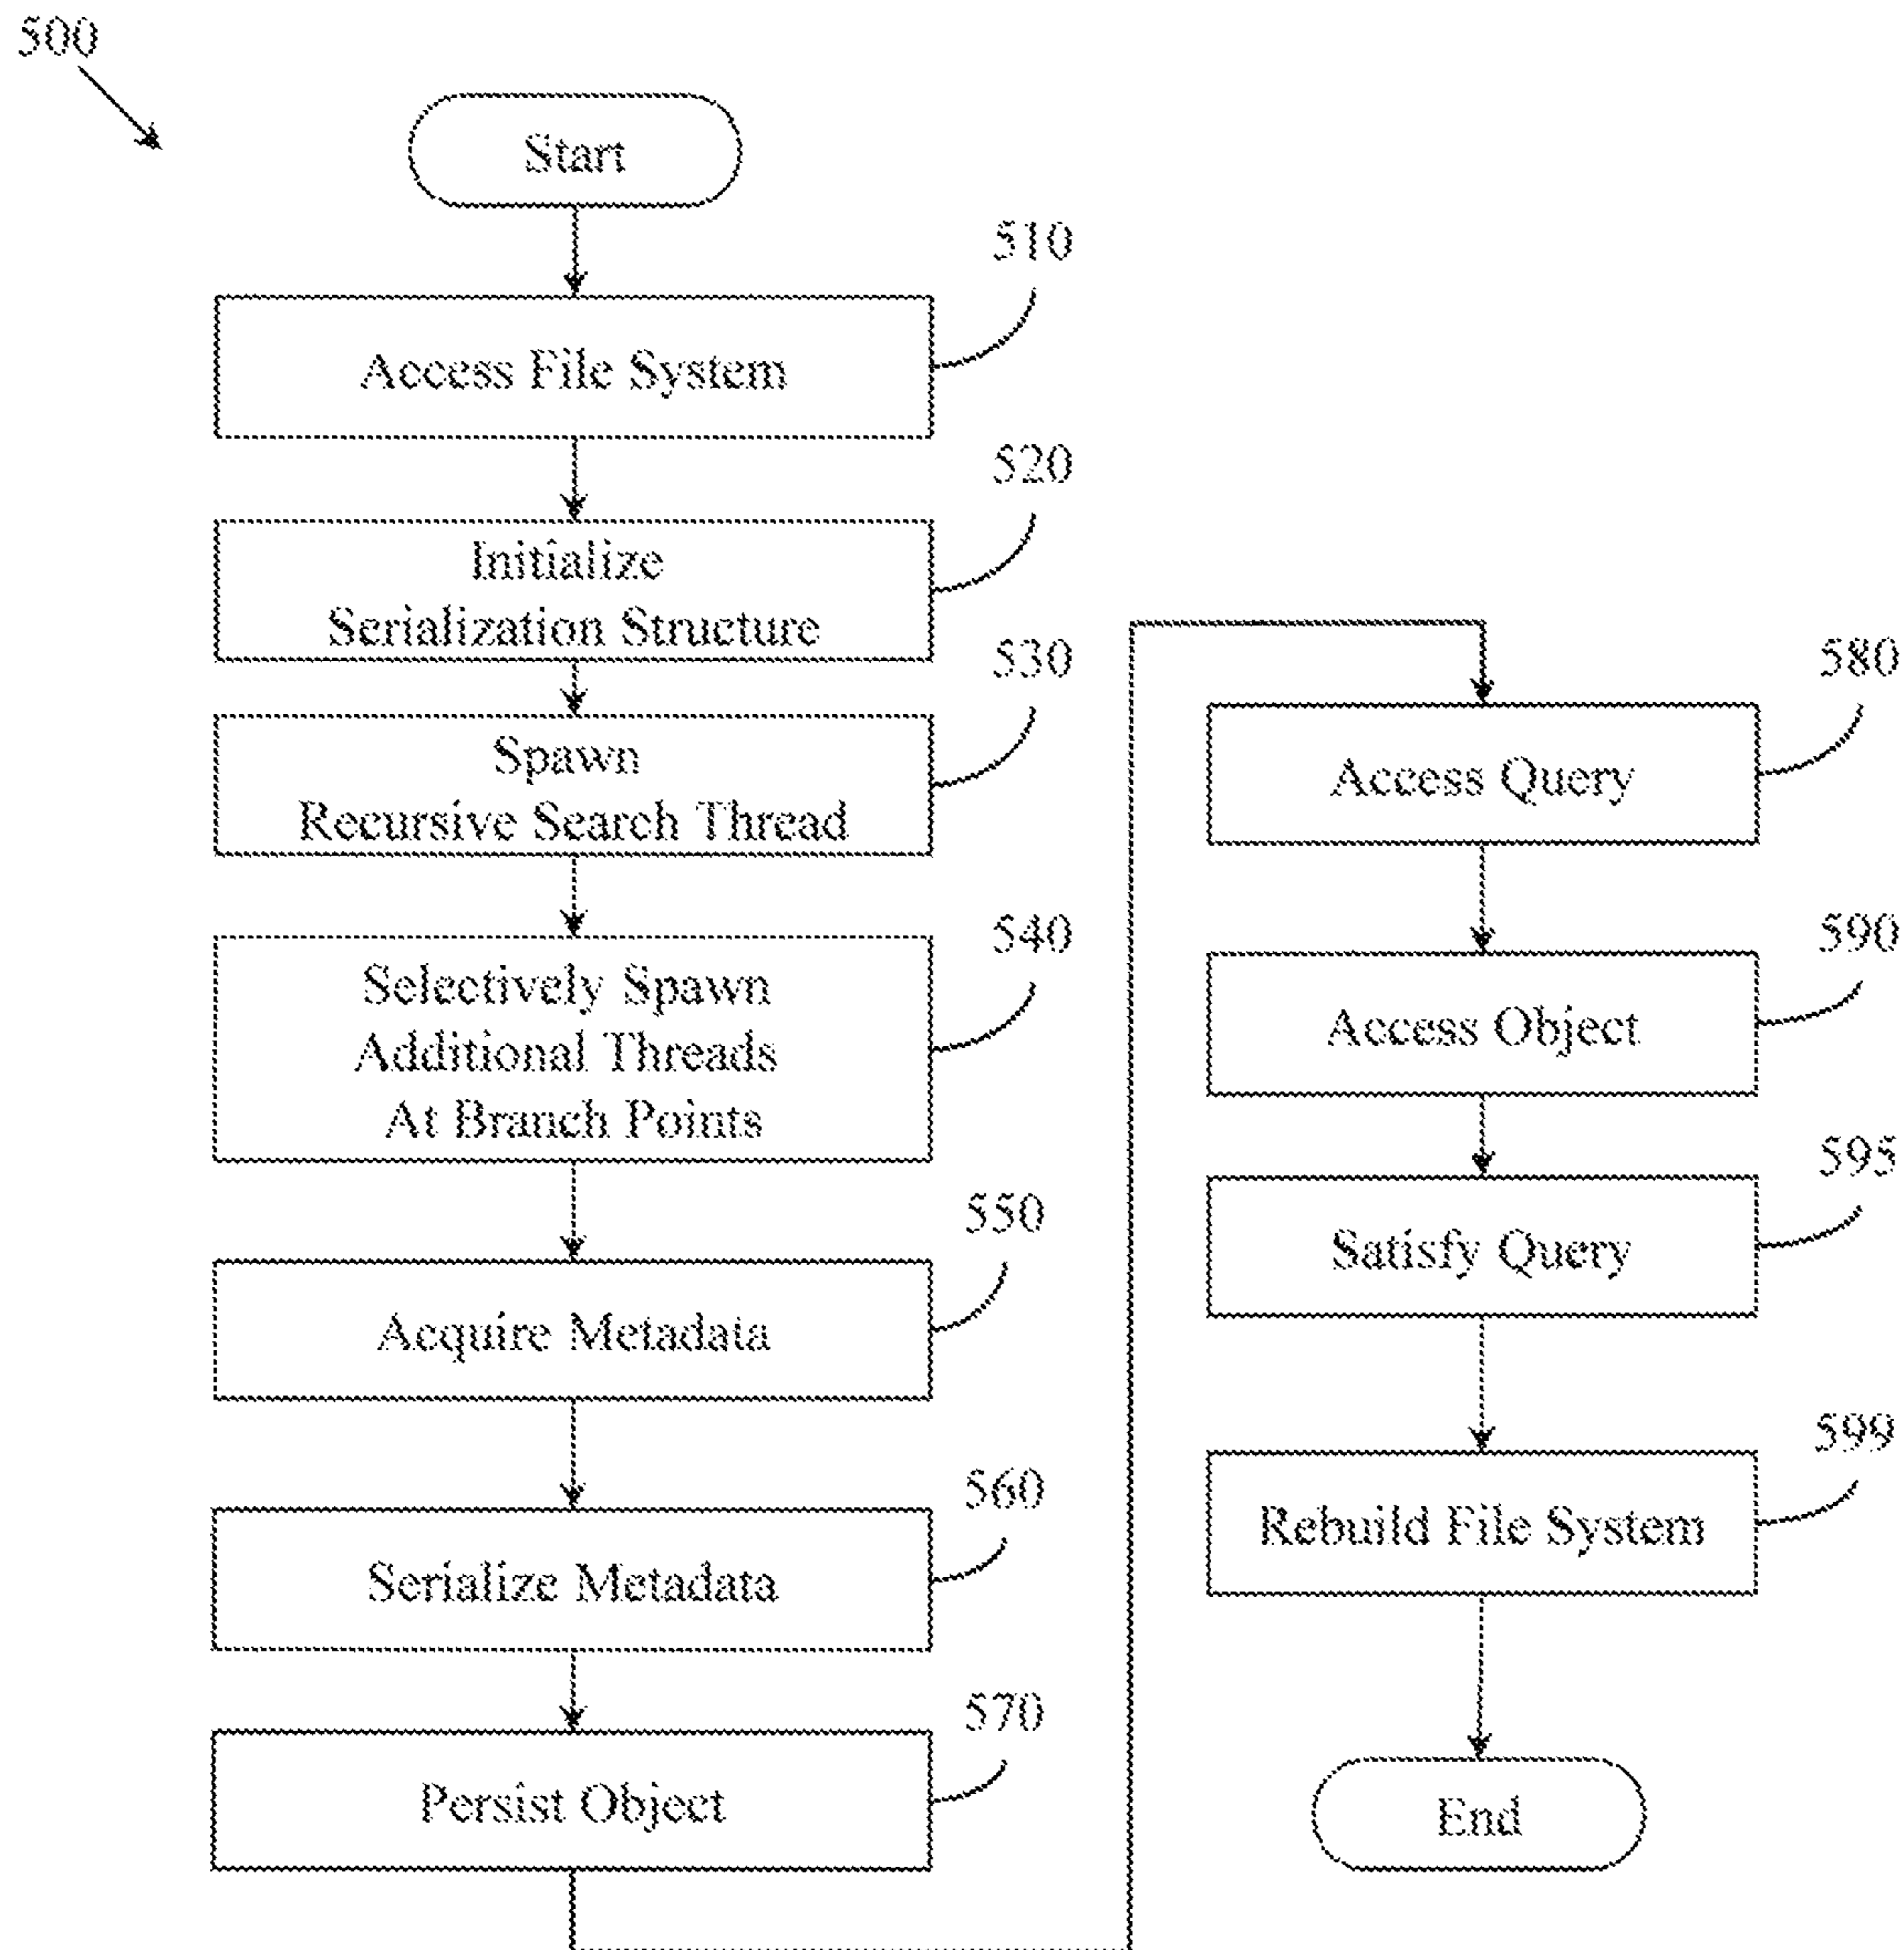 500
Start
510
Access File System
520
Initialize
Serialization Structure
530
Spawn
Recursive Search Thread
540
Selectively Spawn
Additional Threads
At Branch Points
550
Acquire Metadata
560
Serialize Metadata
570
Persist Object
580
Access Query
590
Access Object
595
Satisfy Query
599
Rebuild File System
End